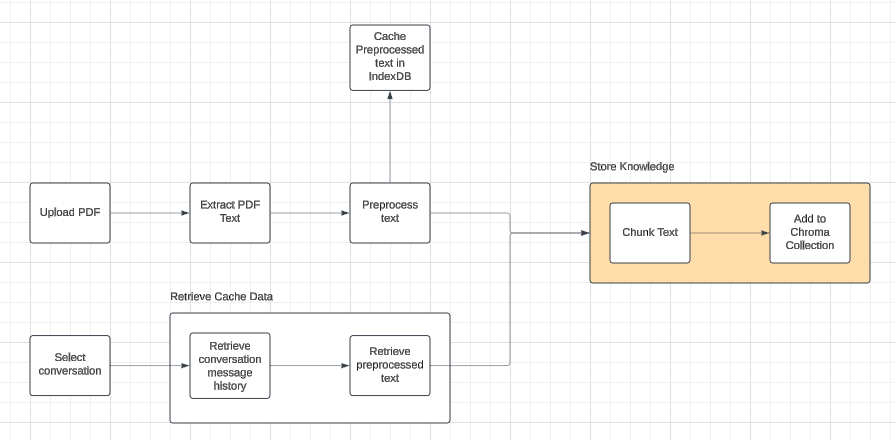 Cache
Preprocessed
text in
IndexDB
Store Knowledge
Upload PDF
Extract PDF
Text
Preprocess
text
Chunk Text
Add to
Chroma
Collection
Retrieve Cache Data
Select
conversation
Retrieve
conversation
message
history
Retrieve
preprocessed
text